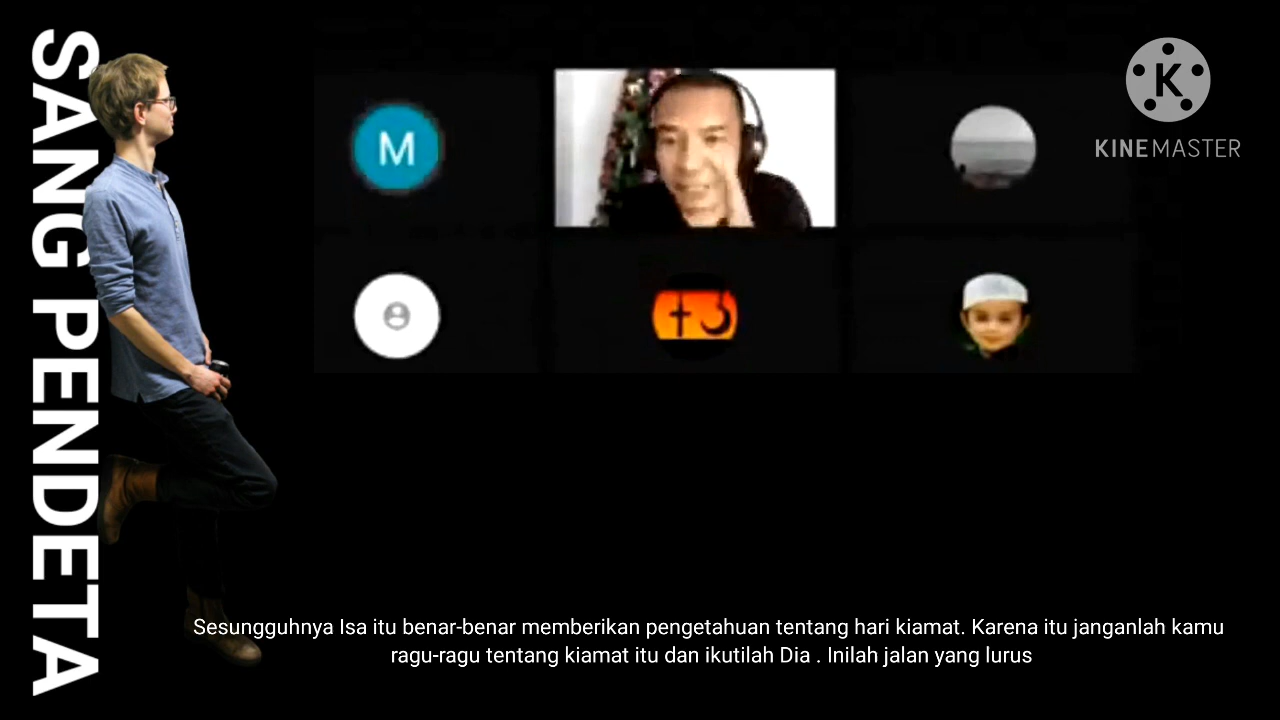 SANG PENDETA
M
K
KINEMASTER
Sesungguhnya Isa itu benar-benar memberikan pengetahuan tentang hari kiamat. Karena itu janganlah kamu
ragu-ragu tentang kiamat itu dan ikutilah Dia . Inilah jalan yang lurus